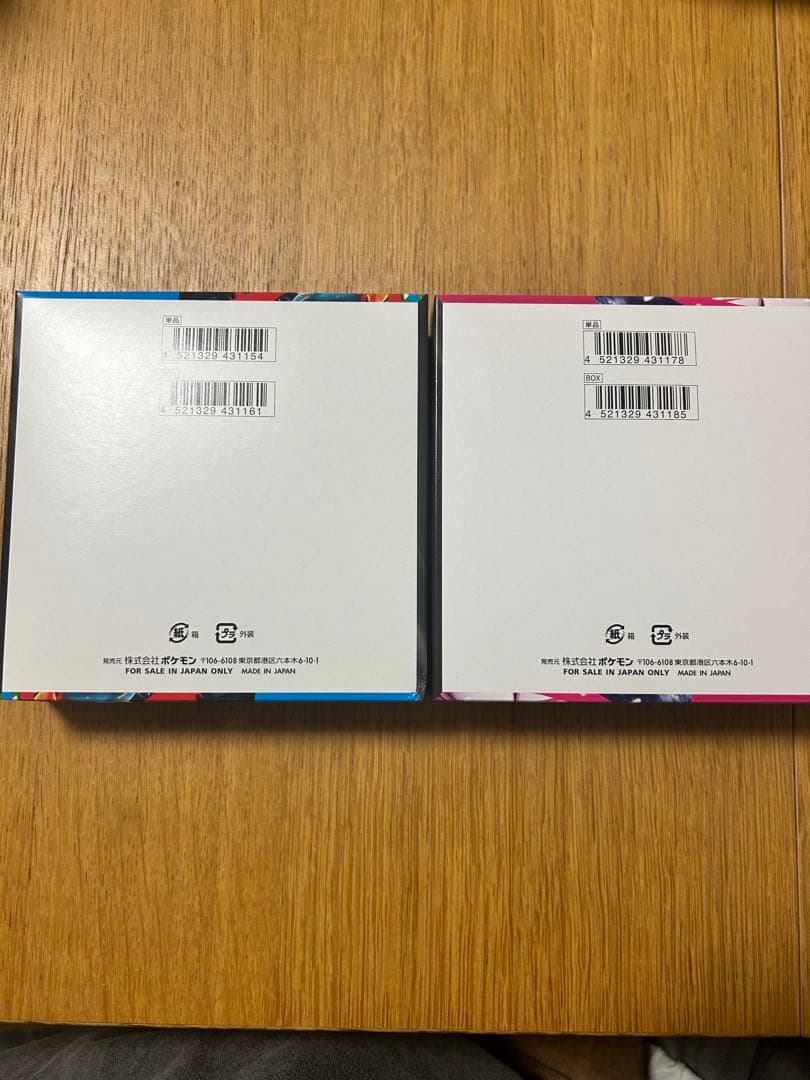 単品
4 521329 431154
BOX
4 521329 431161
紙 箱 プラ 外装
発売元 株式会社ポケモン 〒106-6108 東京都港区六本木6-10-1
FOR SALE IN JAPAN ONLY MADE IN JAPAN
単品
4 521329 431178
BOX
4 521329 431185
紙 箱 プラ 外装
発売元 株式会社ポケモン 〒106-6108 東京都港区六本木6-10-1
FOR SALE IN JAPAN ONLY MADE IN JAPAN